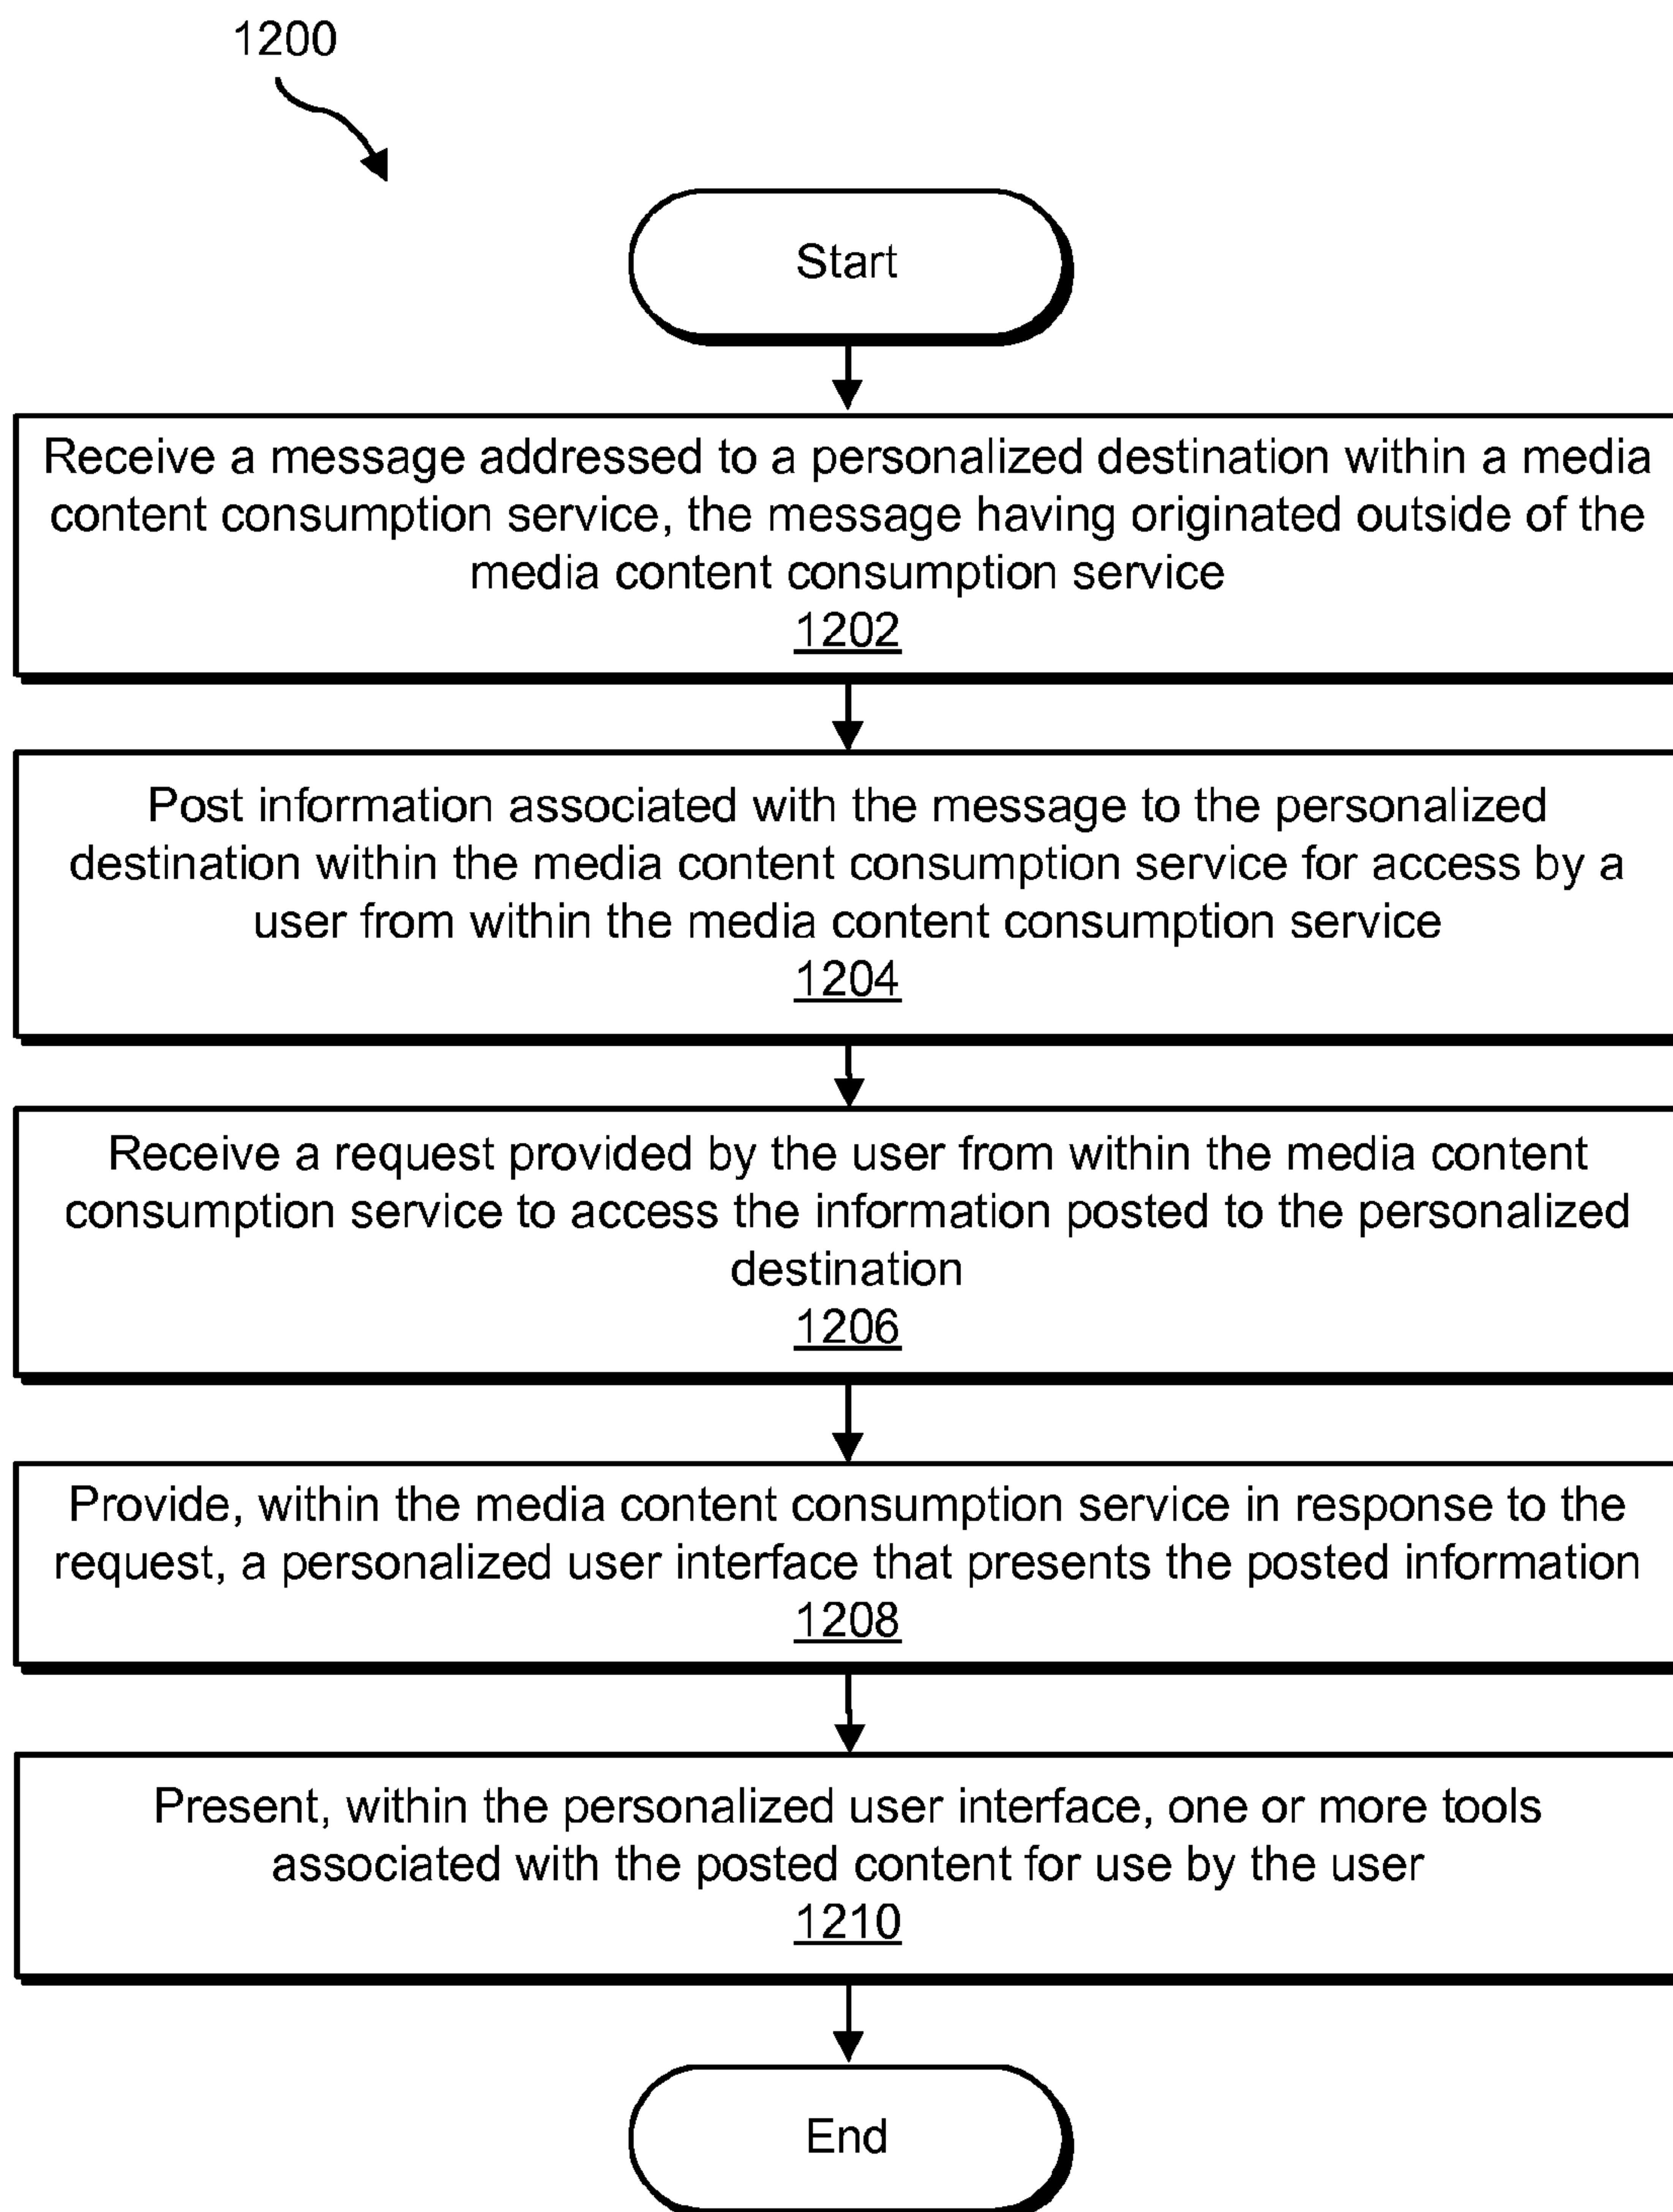 1200
Start
Receive a message addressed to a personalized destination within a media
content consumption service, the message having originated outside of the
media content consumption service
1202
Post information associated with the message to the personalized
destination within the media content consumption service for access by a
user from within the media content consumption service
1204
Receive a request provided by the user from within the media content
consumption service to access the information posted to the personalized
destination
1206
Provide, within the media content consumption service in response to the
request, a personalized user interface that presents the posted information
1208
Present, within the personalized user interface, one or more tools
associated with the posted content for use by the user
1210
End